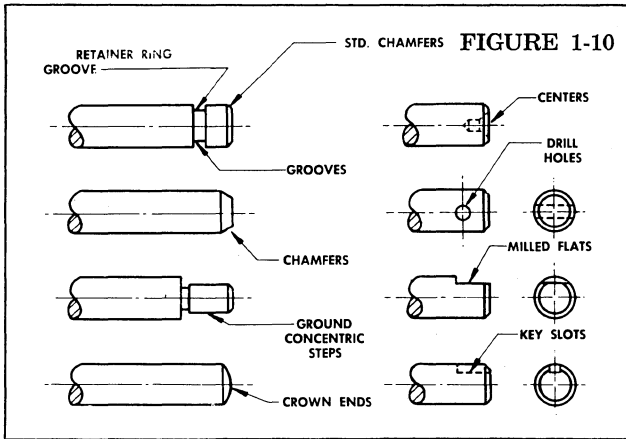 FIGURE 1-10
STD. CHAMFERS
RETAINER RING
GROOVE
GROOVES
CENTERS
DRILL
HOLES
CHAMFERS
MILLED FLATS
GROUND
CONCENTRIC
STEPS
KEY SLOTS
CROWN ENDS